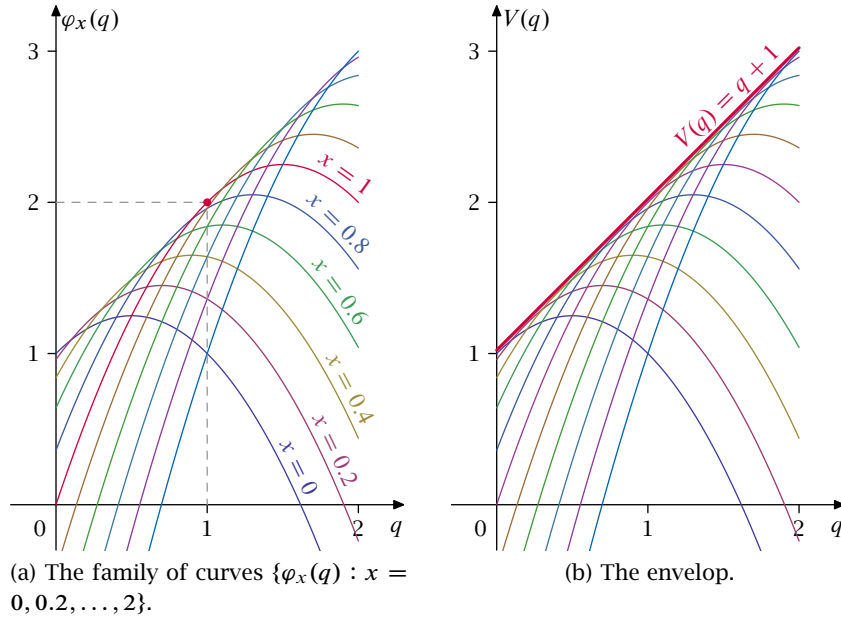 φₓ(q)
3
2
1
0
1
2
q
x = 1
x = 0.8
x = 0.6
x = 0.4
x = 0.2
x = 0
(a) The family of curves {φₓ(q) : x =
0, 0.2, . . . , 2}.
V(q)
3
2
1
0
1
2
q
V(q) = q + 1
(b) The envelop.